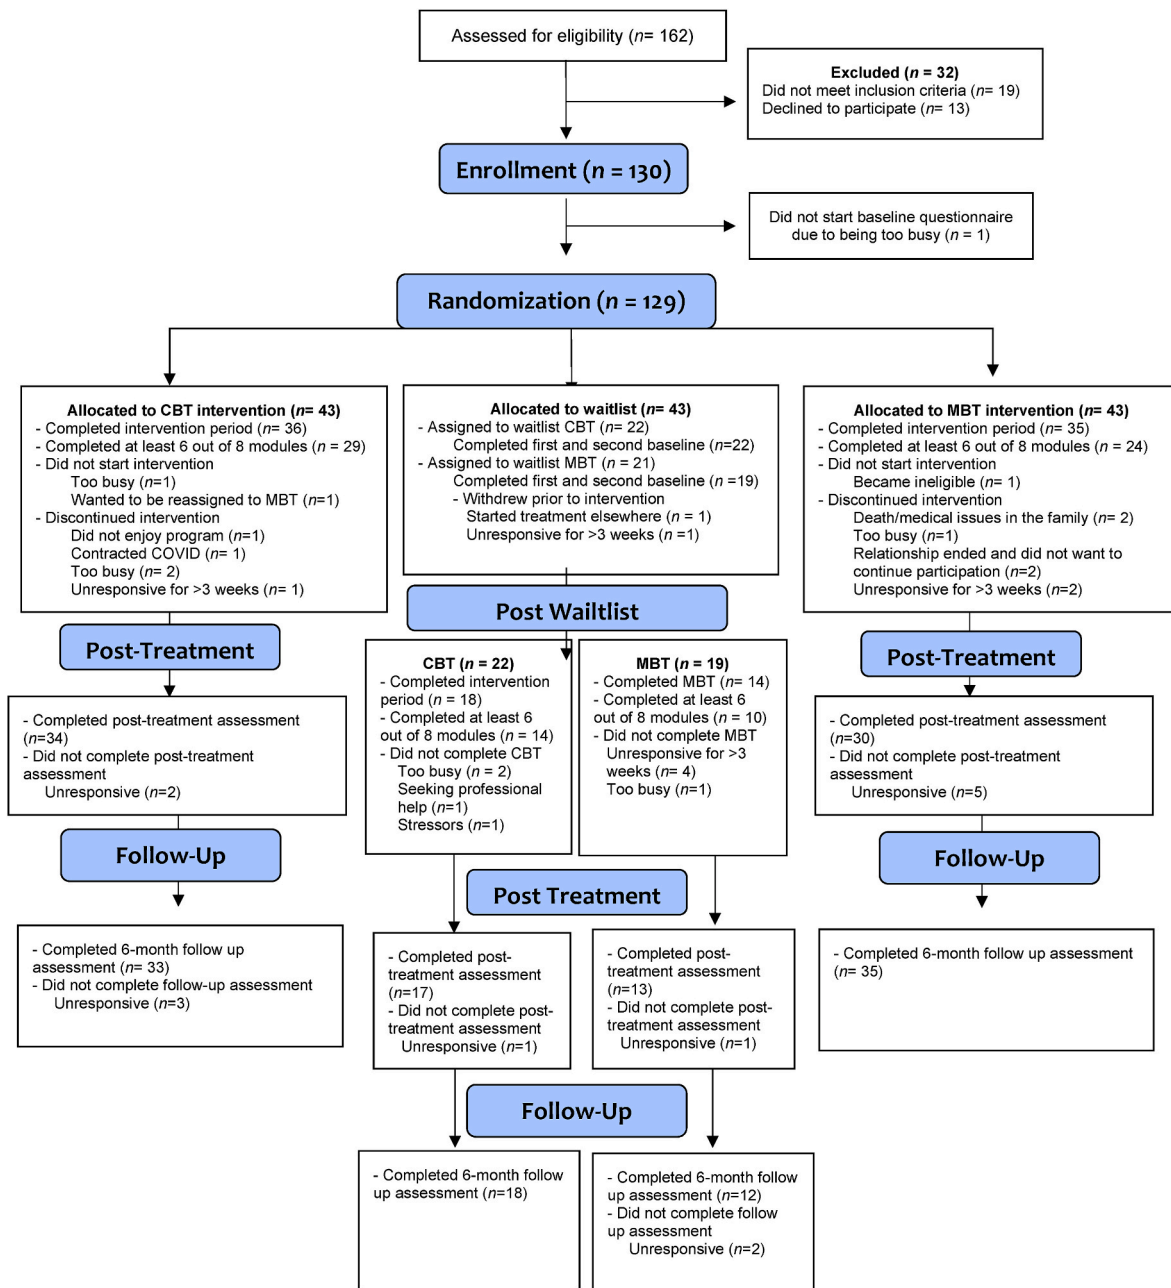 Assessed for eligibility (n= 162)
Excluded (n = 32)
Did not meet inclusion criteria (n= 19)
Declined to participate (n= 13)
Enrollment (n = 130)
Did not start baseline questionnaire
due to being too busy (n = 1)
Randomization (n = 129)
Allocated to CBT intervention (n= 43)
- Completed intervention period (n= 36)
- Completed at least 6 out of 8 modules (n = 29)
- Did not start intervention
Too busy (n=1)
Wanted to be reassigned to MBT (n=1)
- Discontinued intervention
Did not enjoy program (n=1)
Contracted COVID (n= 1)
Too busy (n= 2)
Unresponsive for >3 weeks (n= 1)
Allocated to waitlist (n= 43)
- Assigned to waitlist CBT (n= 22)
Completed first and second baseline (n=22)
- Assigned to waitlist MBT (n = 21)
Completed first and second baseline (n=19)
- Withdrew prior to intervention
Started treatment elsewhere (n = 1)
Unresponsive for >3 weeks (n=1)
Allocated to MBT intervention (n= 43)
- Completed intervention period (n= 35)
- Completed at least 6 out of 8 modules (n= 24)
- Did not start intervention
Became ineligible (n= 1)
- Discontinued intervention
Death/medical issues in the family (n= 2)
Too busy (n=1)
Relationship ended and did not want to
continue participation (n=2)
Unresponsive for >3 weeks (n=2)
Post-Treatment
Post Wailtlist
Post-Treatment
- Completed post-treatment assessment
(n=34)
- Did not complete post-treatment
assessment
Unresponsive (n=2)
CBT (n = 22)
- Completed intervention
period (n = 18)
- Completed at least 6
out of 8 modules (n = 14)
- Did not complete CBT
Too busy (n = 2)
Seeking professional
help (n=1)
Stressors (n=1)
MBT (n = 19)
- Completed MBT (n= 14)
- Completed at least 6
out of 8 modules (n = 10)
- Did not complete MBT
Unresponsive for >3
weeks (n= 4)
Too busy (n=1)
- Completed post-treatment assessment
(n=30)
- Did not complete post-treatment
assessment
Unresponsive (n=5)
Follow-Up
Post Treatment
Follow-Up
- Completed 6-month follow up
assessment (n= 33)
- Did not complete follow-up assessment
Unresponsive (n=3)
- Completed post-
treatment assessment
(n=17)
- Did not complete post-
treatment assessment
Unresponsive (n=1)
- Completed post-
treatment assessment
(n=13)
- Did not complete post-
treatment assessment
Unresponsive (n=1)
- Completed 6-month follow up assessment
(n= 35)
Follow-Up
- Completed 6-month follow
up assessment (n=18)
- Completed 6-month follow
up assessment (n=12)
- Did not complete follow
up assessment
Unresponsive (n=2)